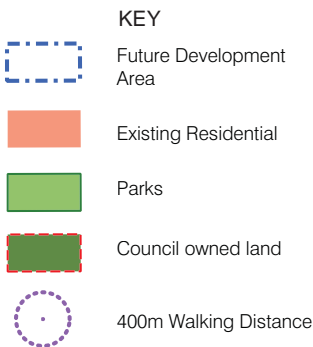 KEY
Future Development
Area
Existing Residential
Parks
Council owned land
400m Walking Distance